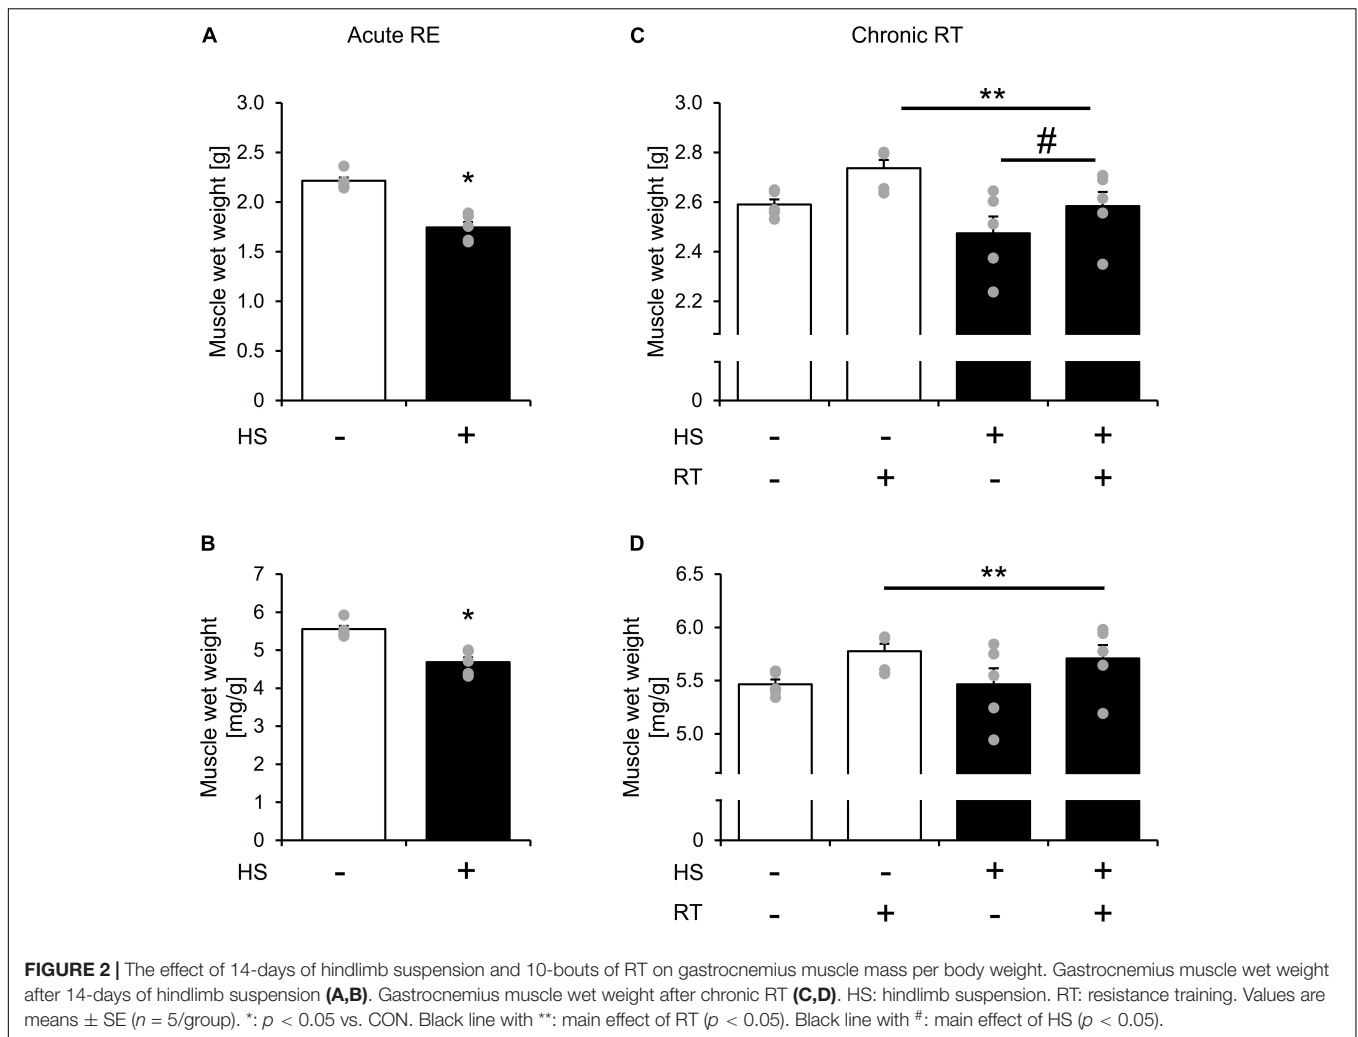 A Acute RE
Muscle wet weight [g]
3.0
2.5
2.0
1.5
1.0
0.5
0
*
HS - +
C Chronic RT
Muscle wet weight [g]
3.0
2.8
2.6
2.4
2.2
0
**
#
HS - - + +
RT - + - +
B
Muscle wet weight
[mg/g]
7
6
5
4
3
2
1
0
*
HS - +
D
Muscle wet weight
[mg/g]
6.5
6.0
5.5
5.0
0
**
HS - - + +
RT - + - +
FIGURE 2 | The effect of 14-days of hindlimb suspension and 10-bouts of RT on gastrocnemius muscle mass per body weight. Gastrocnemius muscle wet weight
after 14-days of hindlimb suspension (A,B). Gastrocnemius muscle wet weight after chronic RT (C,D). HS: hindlimb suspension. RT: resistance training. Values are
means ± SE (n = 5/group). *: p < 0.05 vs. CON. Black line with **: main effect of RT (p < 0.05). Black line with #: main effect of HS (p < 0.05).